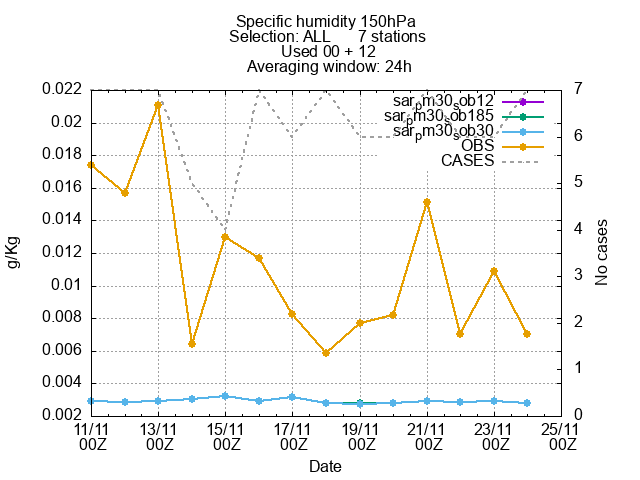 Specific humidity 150hPa
Selection: ALL 7 stations
Used 00 + 12
Averaging window: 24h
sar_pm30_sob12
sar_pm30_sob185
sar_pm30_sob30
OBS
CASES
0.022
0.02
0.018
0.016
0.014
0.012
0.01
0.008
0.006
0.004
0.002
g/Kg
7
6
5
4
3
2
1
0
No cases
11/11 13/11 15/11 17/11 19/11 21/11 23/11 25/11
00Z 00Z 00Z 00Z 00Z 00Z 00Z 00Z
Date